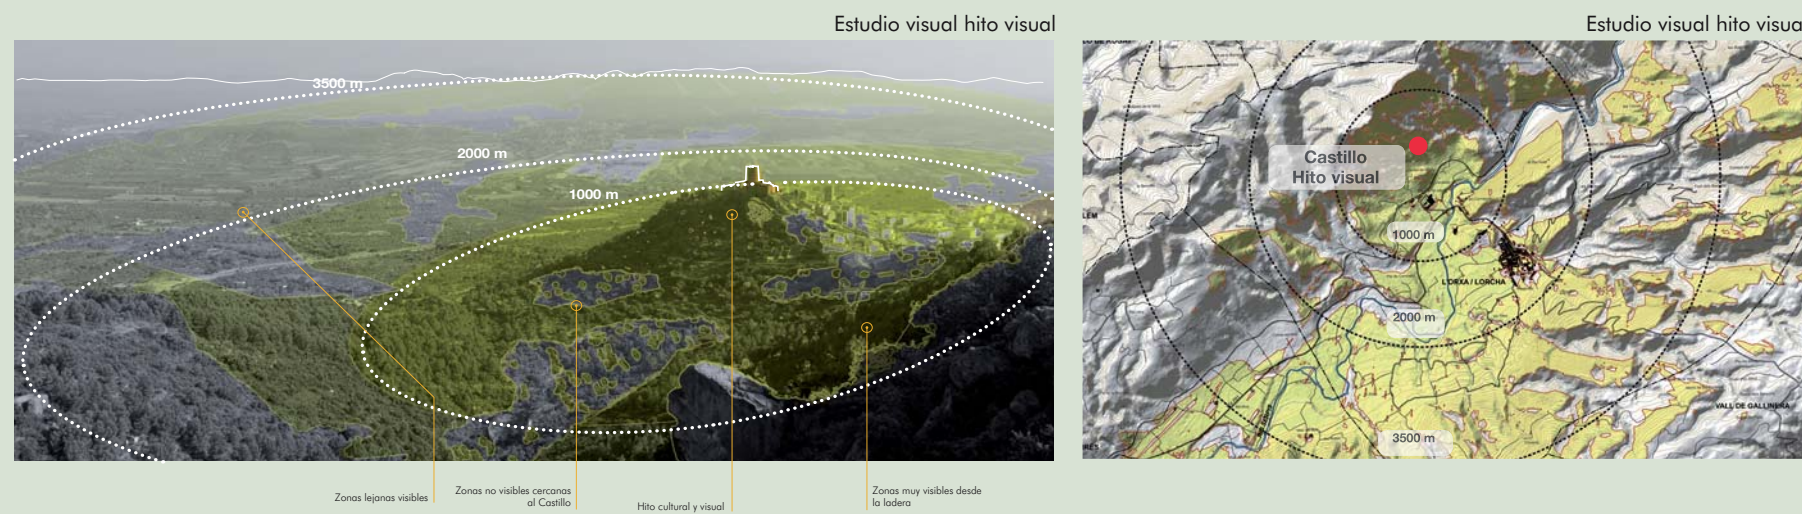 Estudio visual hito visual
3500 m
2000 m
1000 m
Zonas lejanas visibles
Zonas no visibles cercanas
al Castillo
Hito cultural y visual
Zonas muy visibles desde
la ladera
Estudio visual hito visua
Castillo
Hito visual
1000 m
L'ORXA / LORCHA
2000 m
3500 m
VALL DE GALLINERA
LEM